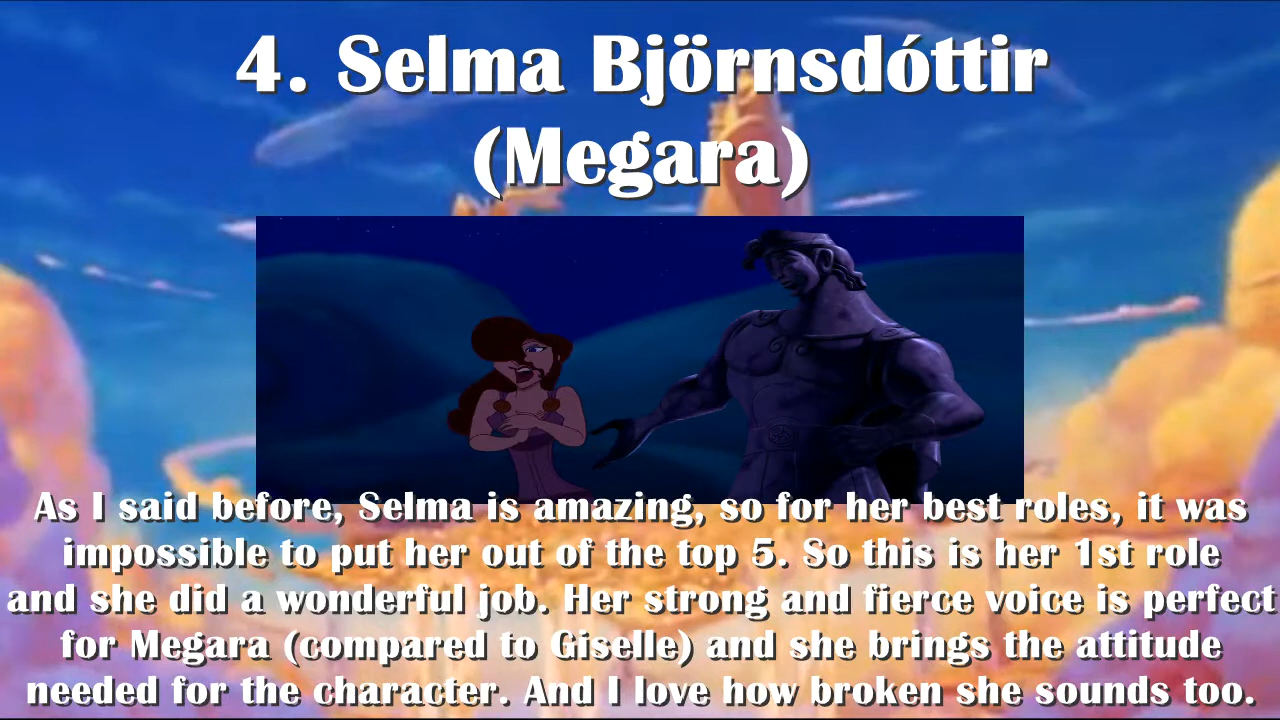 4. Selma Björnsdóttir
(Megara)
As I said before, Selma is amazing, so for her best roles, it was
impossible to put her out of the top 5. So this is her 1st role
and she did a wonderful job. Her strong and fierce voice is perfect
for Megara (compared to Giselle) and she brings the attitude
needed for the character. And I love how broken she sounds too.